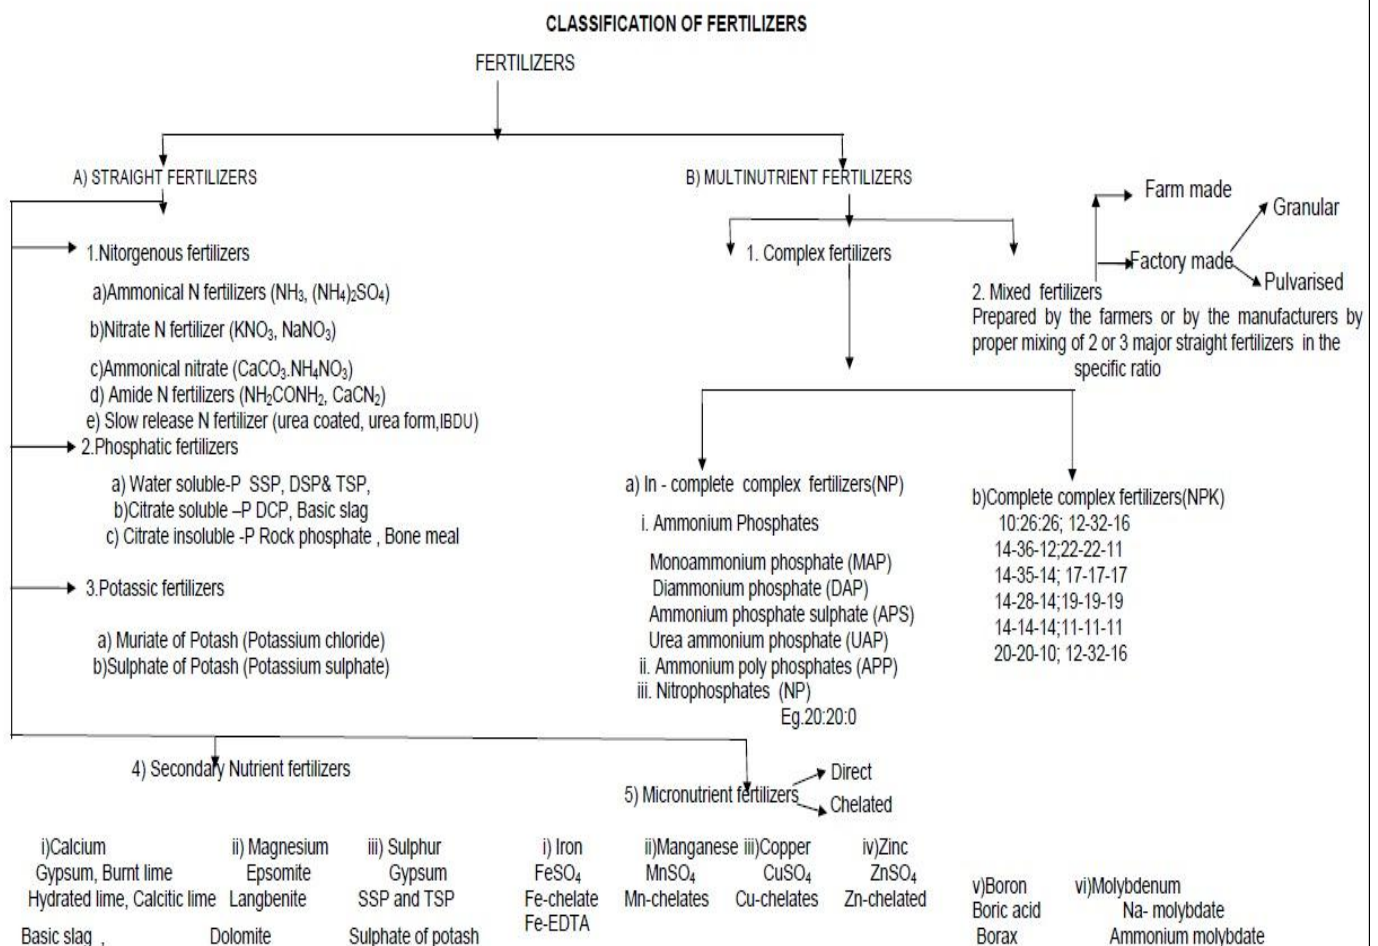 CLASSIFICATION OF FERTILIZERS
FERTILIZERS
A) STRAIGHT FERTILIZERS
1.Nitorgenous fertilizers
a)Ammonical N fertilizers (NH₃, (NH₄)₂SO₄)
b)Nitrate N fertilizer (KNO₃, NaNO₃)
c)Ammonical nitrate (CaCO₃.NH₄NO₃)
d) Amide N fertilizers (NH₂CONH₂, CaCN₂)
e) Slow release N fertilizer (urea coated, urea form,IBDU)
2.Phosphatic fertilizers
a) Water soluble-P SSP, DSP& TSP,
b)Citrate soluble –P DCP, Basic slag
c) Citrate insoluble -P Rock phosphate , Bone meal
3.Potassic fertilizers
a) Muriate of Potash (Potassium chloride)
b)Sulphate of Potash (Potassium sulphate)
B) MULTINUTRIENT FERTILIZERS
1. Complex fertilizers
Farm made
Factory made
Granular
Pulvarised
2. Mixed fertilizers
Prepared by the farmers or by the manufacturers by
proper mixing of 2 or 3 major straight fertilizers in the
specific ratio
a) In - complete complex fertilizers(NP)
i. Ammonium Phosphates
Monoammonium phosphate (MAP)
Diammonium phosphate (DAP)
Ammonium phosphate sulphate (APS)
Urea ammonium phosphate (UAP)
ii. Ammonium poly phosphates (APP)
iii. Nitrophosphates (NP)
Eg.20:20:0
b)Complete complex fertilizers(NPK)
10:26:26; 12-32-16
14-36-12;22-22-11
14-35-14; 17-17-17
14-28-14;19-19-19
14-14-14;11-11-11
20-20-10; 12-32-16
4) Secondary Nutrient fertilizers
5) Micronutrient fertilizers
Direct
Chelated
i)Calcium
Gypsum, Burnt lime
Hydrated lime, Calcitic lime
Basic slag ,
ii) Magnesium
Epsomite
Langbenite
Dolomite
iii) Sulphur
Gypsum
SSP and TSP
Sulphate of potash
i) Iron
FeSO₄
Fe-chelate
Fe-EDTA
ii)Manganese
MnSO₄
Mn-chelates
iii)Copper
CuSO₄
Cu-chelates
iv)Zinc
ZnSO₄
Zn-chelated
v)Boron
Boric acid
Borax
vi)Molybdenum
Na- molybdate
Ammonium molybdate